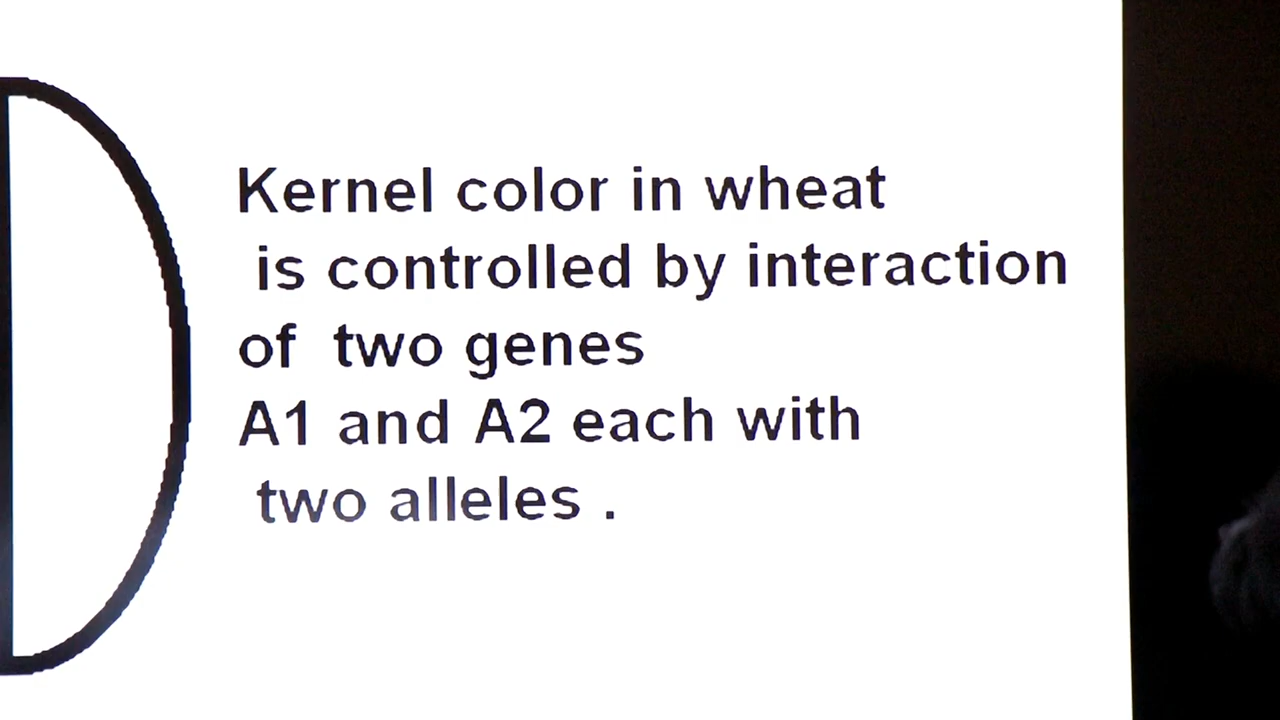 Kernel color in wheat
is controlled by interaction
of two genes
A1 and A2 each with
two alleles .